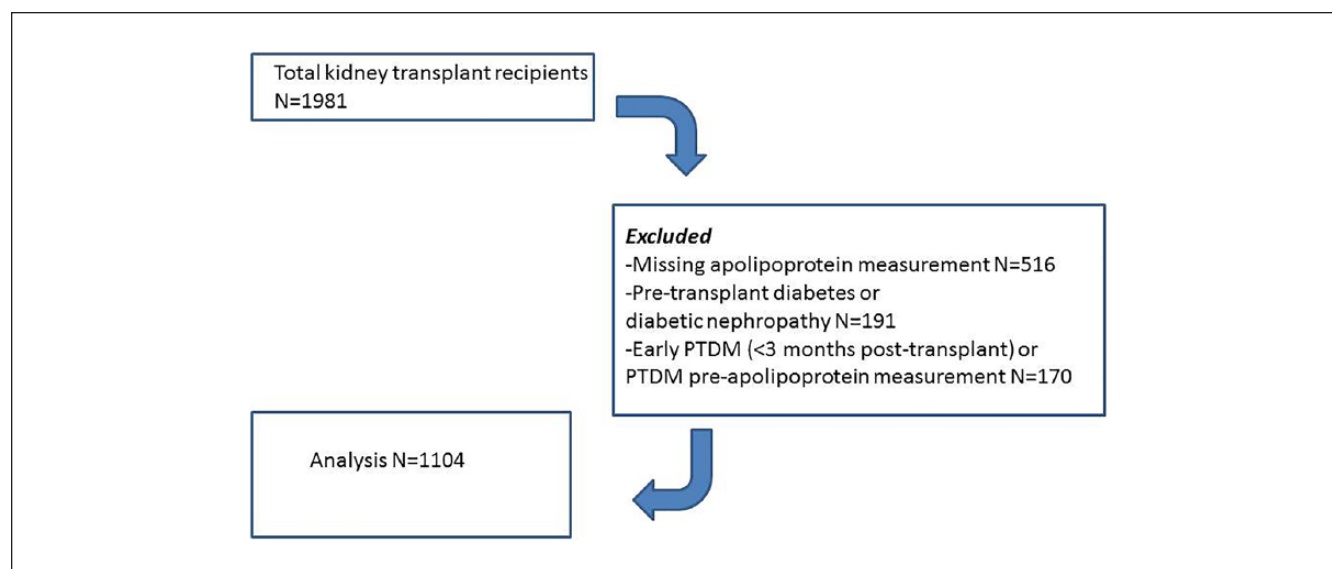 Total kidney transplant recipients
N=1981
Excluded
-Missing apolipoprotein measurement N=516
-Pre-transplant diabetes or
diabetic nephropathy N=191
-Early PTDM (<3 months post-transplant) or
PTDM pre-apolipoprotein measurement N=170
Analysis N=1104